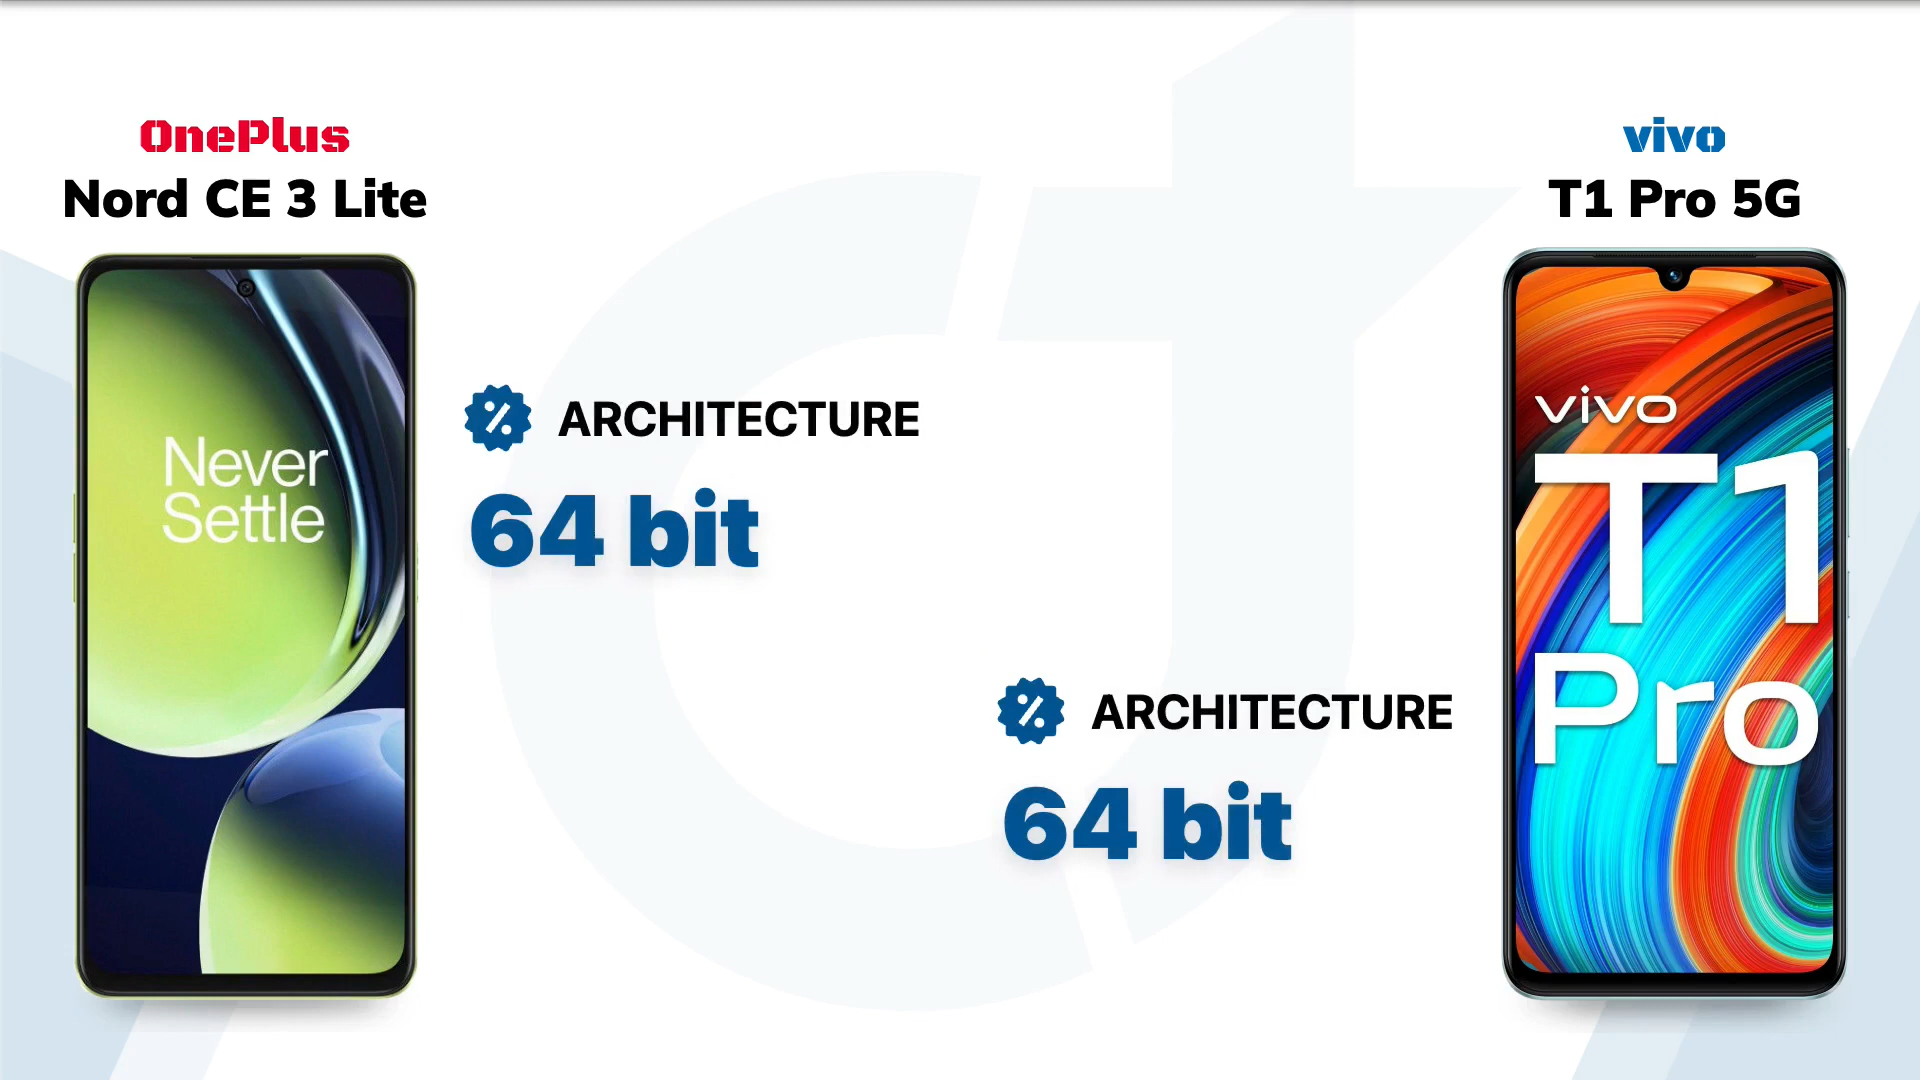 OnePlus
Nord CE 3 Lite
Never
Settle
ARCHITECTURE
64 bit
vivo
T1 Pro 5G
vivo
T1
Pro
ARCHITECTURE
64 bit